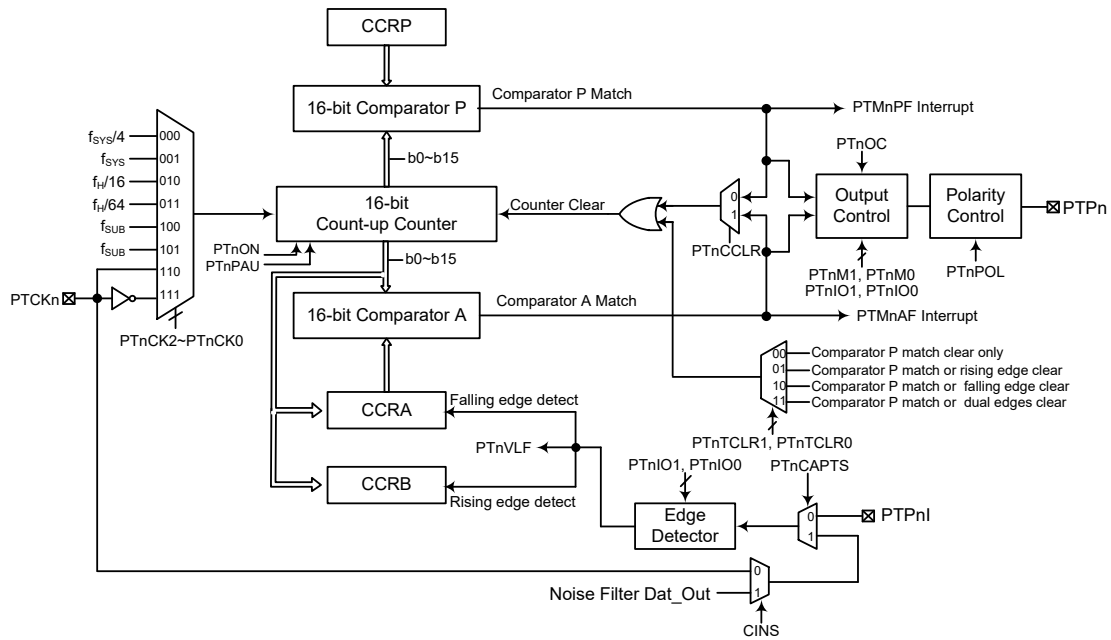 CCRP
16-bit Comparator P
Comparator P Match
PTMnPF Interrupt
b0~b15
fSYS/4
000
fSYS
001
fH/16
010
fH/64
011
fSUB
100
fSUB
101
110
111
PTCKn
PTnCK2~PTnCK0
16-bit
Count-up Counter
PTnON
PTnPAU
Counter Clear
0
1
PTnCCLR
PTnOC
Output
Control
PTnM1, PTnM0
PTnIO1, PTnIO0
Polarity
Control
PTnPOL
PTPn
b0~b15
16-bit Comparator A
Comparator A Match
PTMnAF Interrupt
00
Comparator P match clear only
01
Comparator P match or rising edge clear
10
Comparator P match or falling edge clear
11
Comparator P match or dual edges clear
PTnTCLR1, PTnTCLR0
CCRA
Falling edge detect
PTnVLF
CCRB
Rising edge detect
PTnIO1, PTnIO0
Edge
Detector
PTnCAPTS
0
1
PTPnI
0
1
Noise Filter Dat_Out
CINS